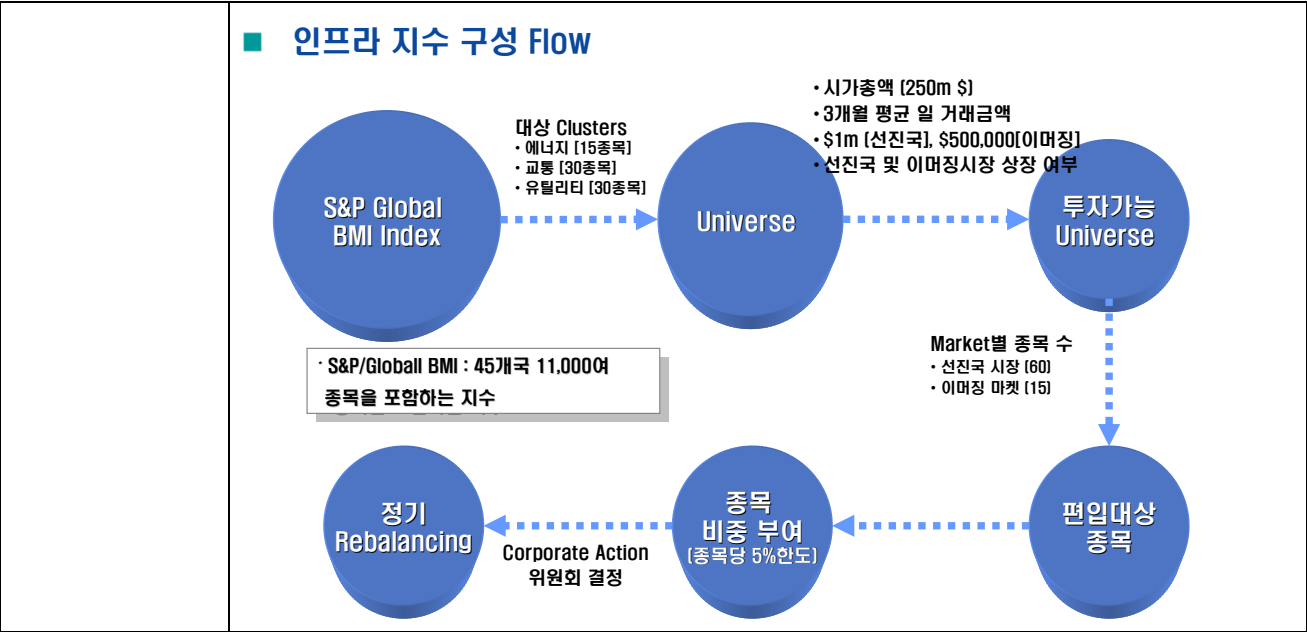 ■ 인프라 지수 구성 Flow
• 시가총액 (250m $)
• 3개월 평균 일 거래금액
• $1m (선진국), $500,000[이머징]
• 선진국 및 이머징시장 상장 여부
대상 Clusters
• 에너지 [15종목]
• 교통 [30종목]
• 유틸리티 [30종목]
S&P Global
BMI Index
Universe
투자가능
Universe
· S&P/Globall BMI : 45개국 11,000여
종목을 포함하는 지수
Market별 종목 수
• 선진국 시장 (60)
• 이머징 마켓 (15)
정기
Rebalancing
Corporate Action
위원회 결정
종목
비중 부여
(종목당 5%한도)
편입대상
종목